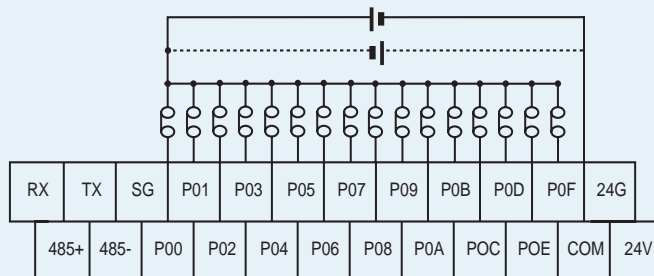 RX TX SG P01 P03 P05 P07 P09 P0B P0D P0F 24G
485+ 485- P00 P02 P04 P06 P08 P0A POC POE COM 24V